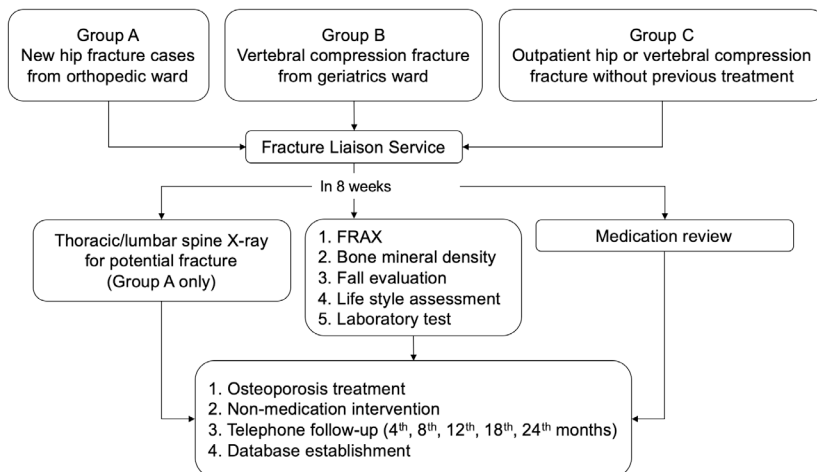 Group A
New hip fracture cases
from orthopedic ward
Group B
Vertebral compression fracture
from geriatrics ward
Group C
Outpatient hip or vertebral compression
fracture without previous treatment
Fracture Liaison Service
In 8 weeks
Thoracic/lumbar spine X-ray
for potential fracture
(Group A only)
1. FRAX
2. Bone mineral density
3. Fall evaluation
4. Life style assessment
5. Laboratory test
Medication review
1. Osteoporosis treatment
2. Non-medication intervention
3. Telephone follow-up (4th, 8th, 12th, 18th, 24th months)
4. Database establishment